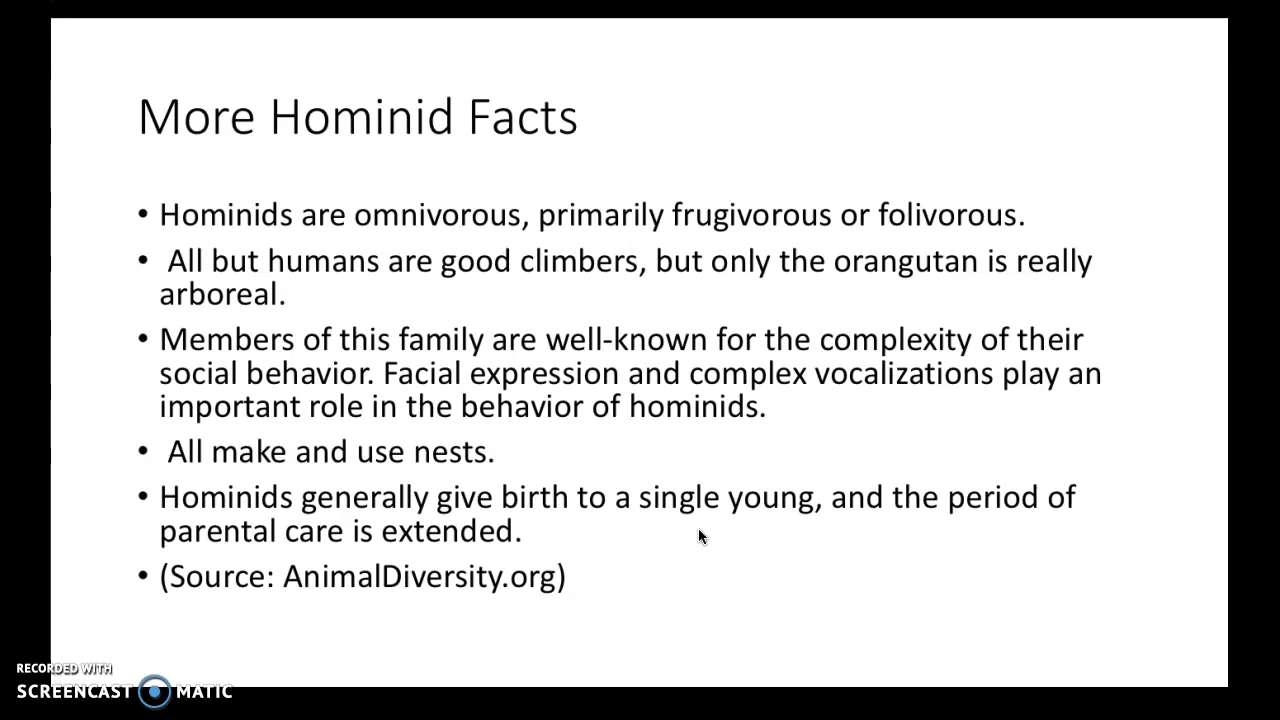 More Hominid Facts
• Hominids are omnivorous, primarily frugivorous or folivorous.
• All but humans are good climbers, but only the orangutan is really
arboreal.
• Members of this family are well-known for the complexity of their
social behavior. Facial expression and complex vocalizations play an
important role in the behavior of hominids.
• All make and use nests.
• Hominids generally give birth to a single young, and the period of
parental care is extended.
• (Source: AnimalDiversity.org)
RECORDED WITH
SCREENCAST MATIC